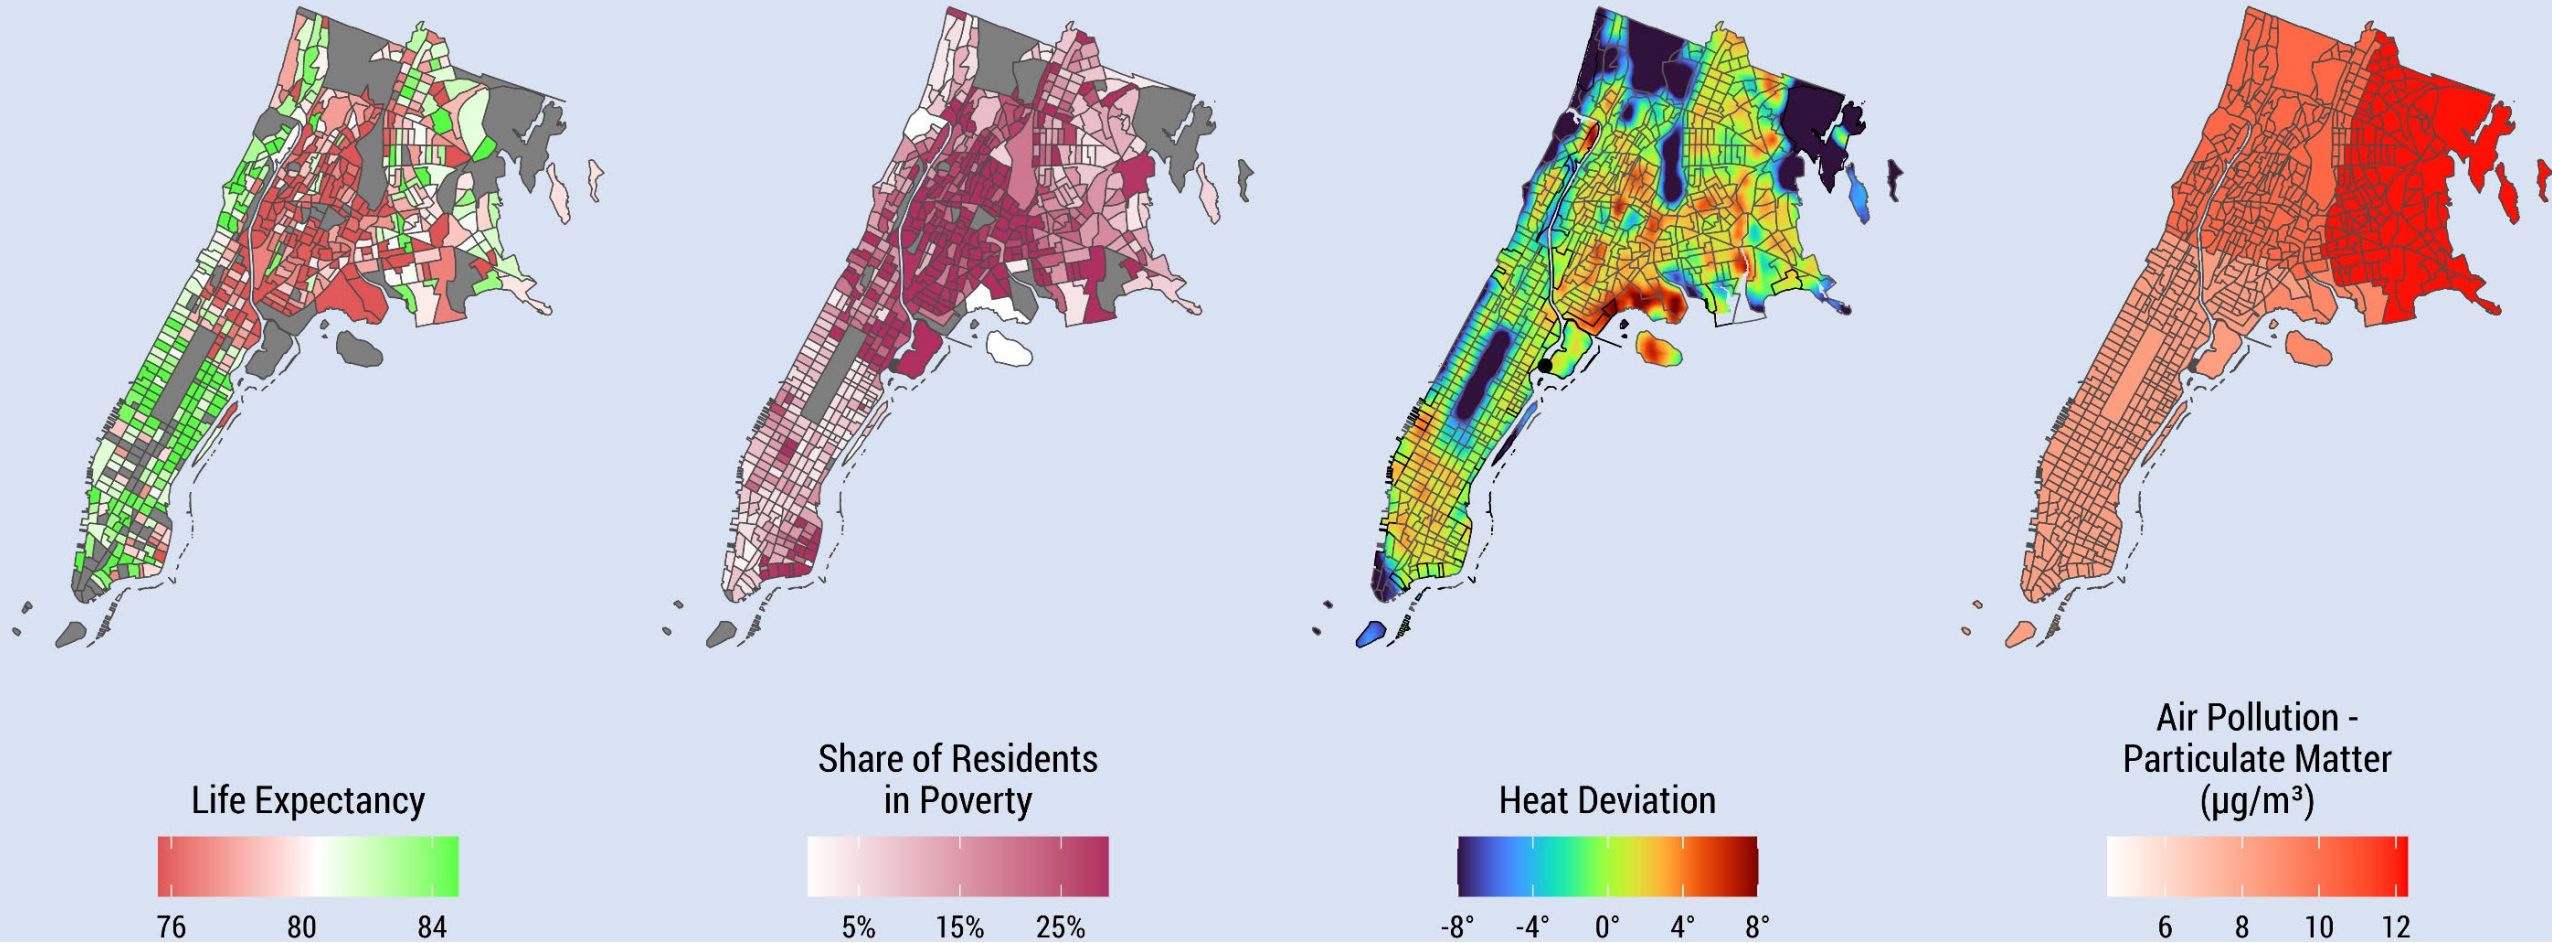 Life Expectancy
76 80 84
Share of Residents
in Poverty
5% 15% 25%
Heat Deviation
-8° -4° 0° 4° 8°
Air Pollution -
Particulate Matter
(µg/m³)
6 8 10 12